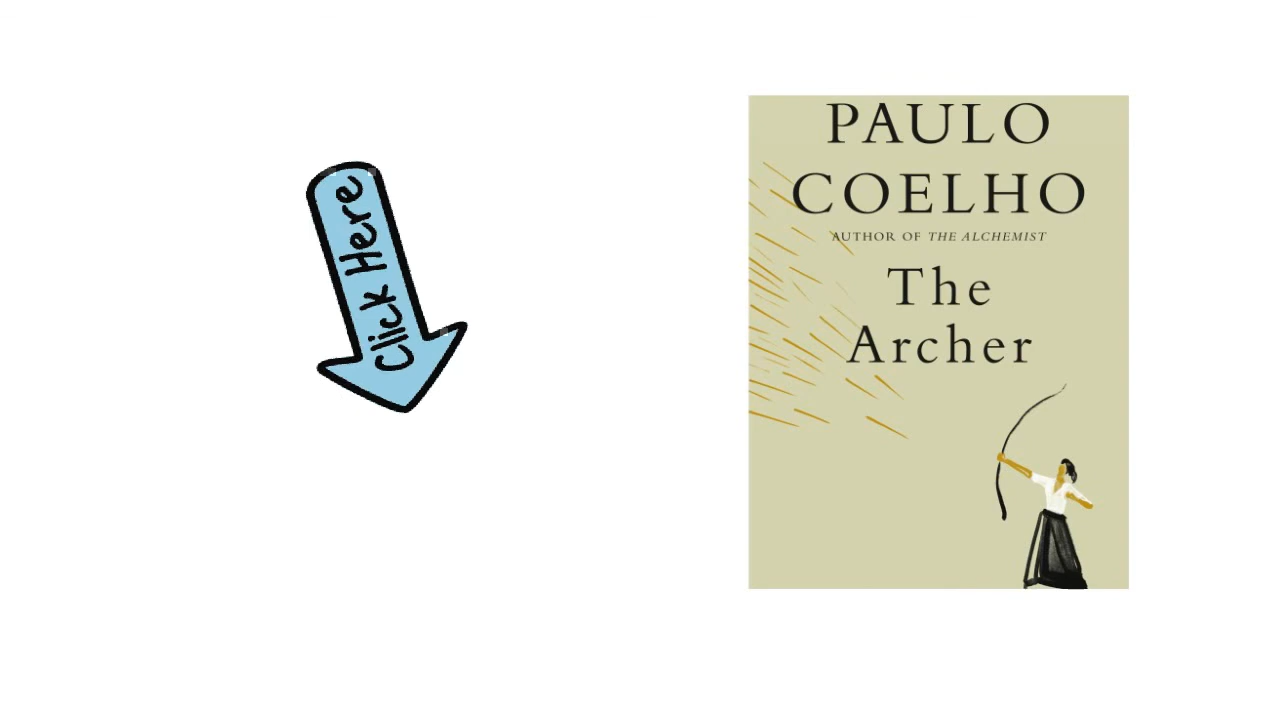 Click Here
PAULO
COELHO
AUTHOR OF THE ALCHEMIST
The
Archer